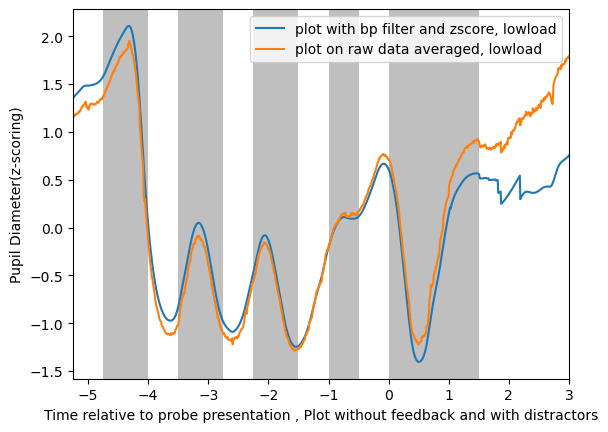 plot with bp filter and zscore, lowload
plot on raw data averaged, lowload
Pupil Diameter(z-scoring)
2.0
1.5
1.0
0.5
0.0
−0.5
−1.0
−1.5
−5 −4 −3 −2 −1 0 1 2 3
Time relative to probe presentation , Plot without feedback and with distractors